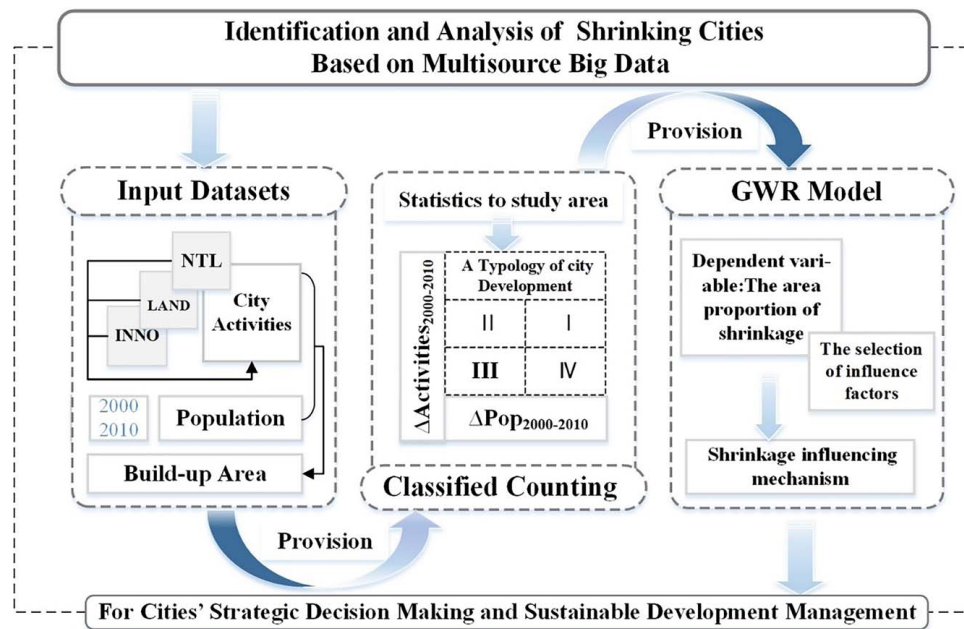 Identification and Analysis of Shrinking Cities
Based on Multisource Big Data
Input Datasets
NTL
LAND
INNO
City
Activities
2000
2010
Population
Build-up Area
Provision
Statistics to study area
A Typology of city
Development
II
I
III
IV
ΔActivities2000-2010
ΔPop2000-2010
Classified Counting
Provision
GWR Model
Dependent vari-
able:The area
proportion of
shrinkage
The selection
of influence
factors
Shrinkage influencing
mechanism
For Cities’ Strategic Decision Making and Sustainable Development Management